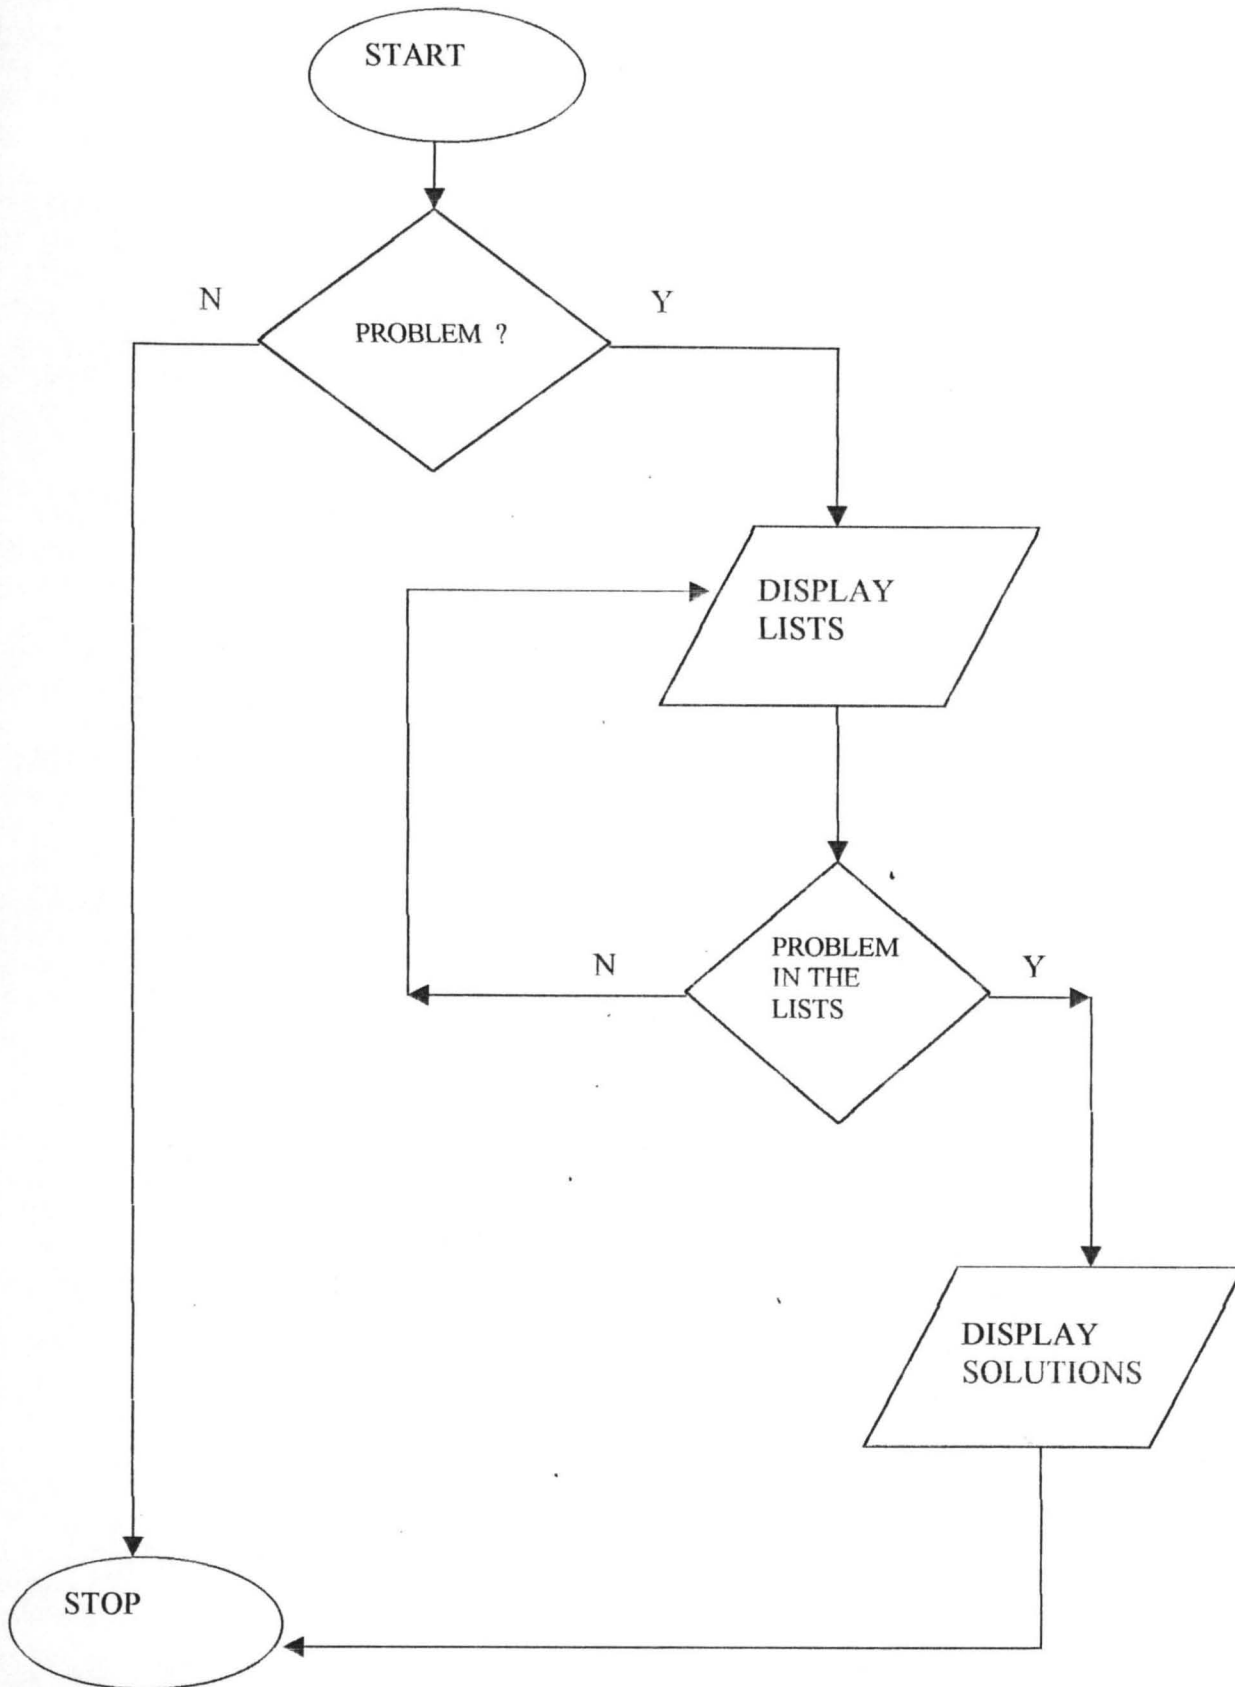 START
N
Y
PROBLEM ?
DISPLAY
LISTS
PROBLEM
IN THE
LISTS
N
Y
DISPLAY
SOLUTIONS
STOP